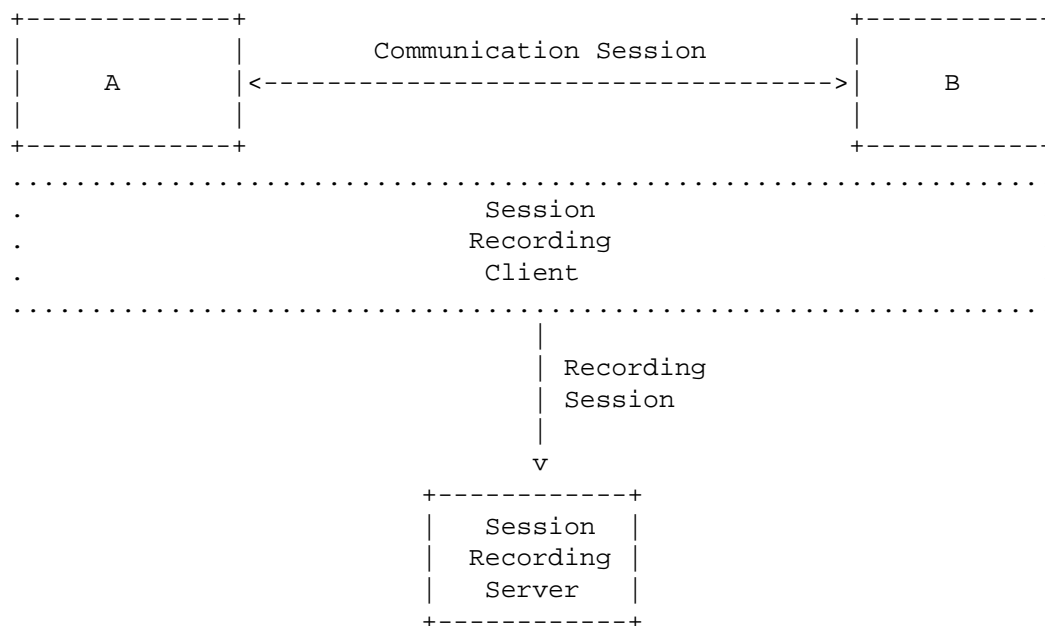 Communication Session
A
B
Session
Recording
Client
Recording
Session
Session
Recording
Server